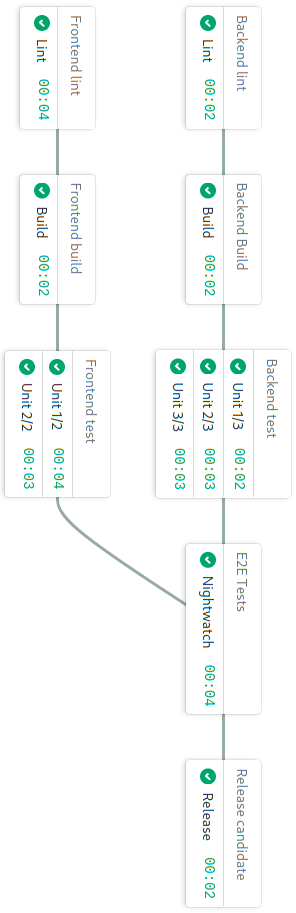 Backend lint
Lint 00:02
Backend Build
Build 00:02
Backend test
Unit 1/3 00:02
Unit 2/3 00:03
Unit 3/3 00:03
E2E Tests
Nightwatch 00:04
Release candidate
Release 00:02
Frontend lint
Lint 00:04
Frontend build
Build 00:02
Frontend test
Unit 1/2 00:04
Unit 2/2 00:03